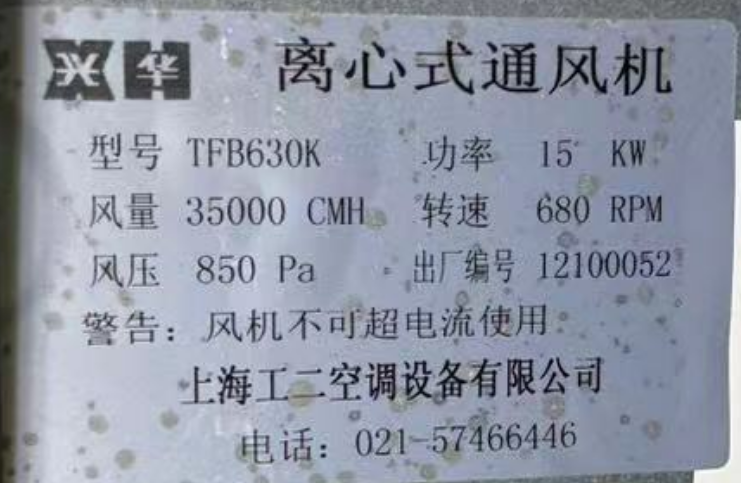 兴华 离心式通风机
型号 TFB630K 功率 15 KW
风量 35000 CMH 转速 680 RPM
风压 850 Pa 出厂编号 12100052
警告：风机不可超电流使用
上海工二空调设备有限公司
电话：021-57466446